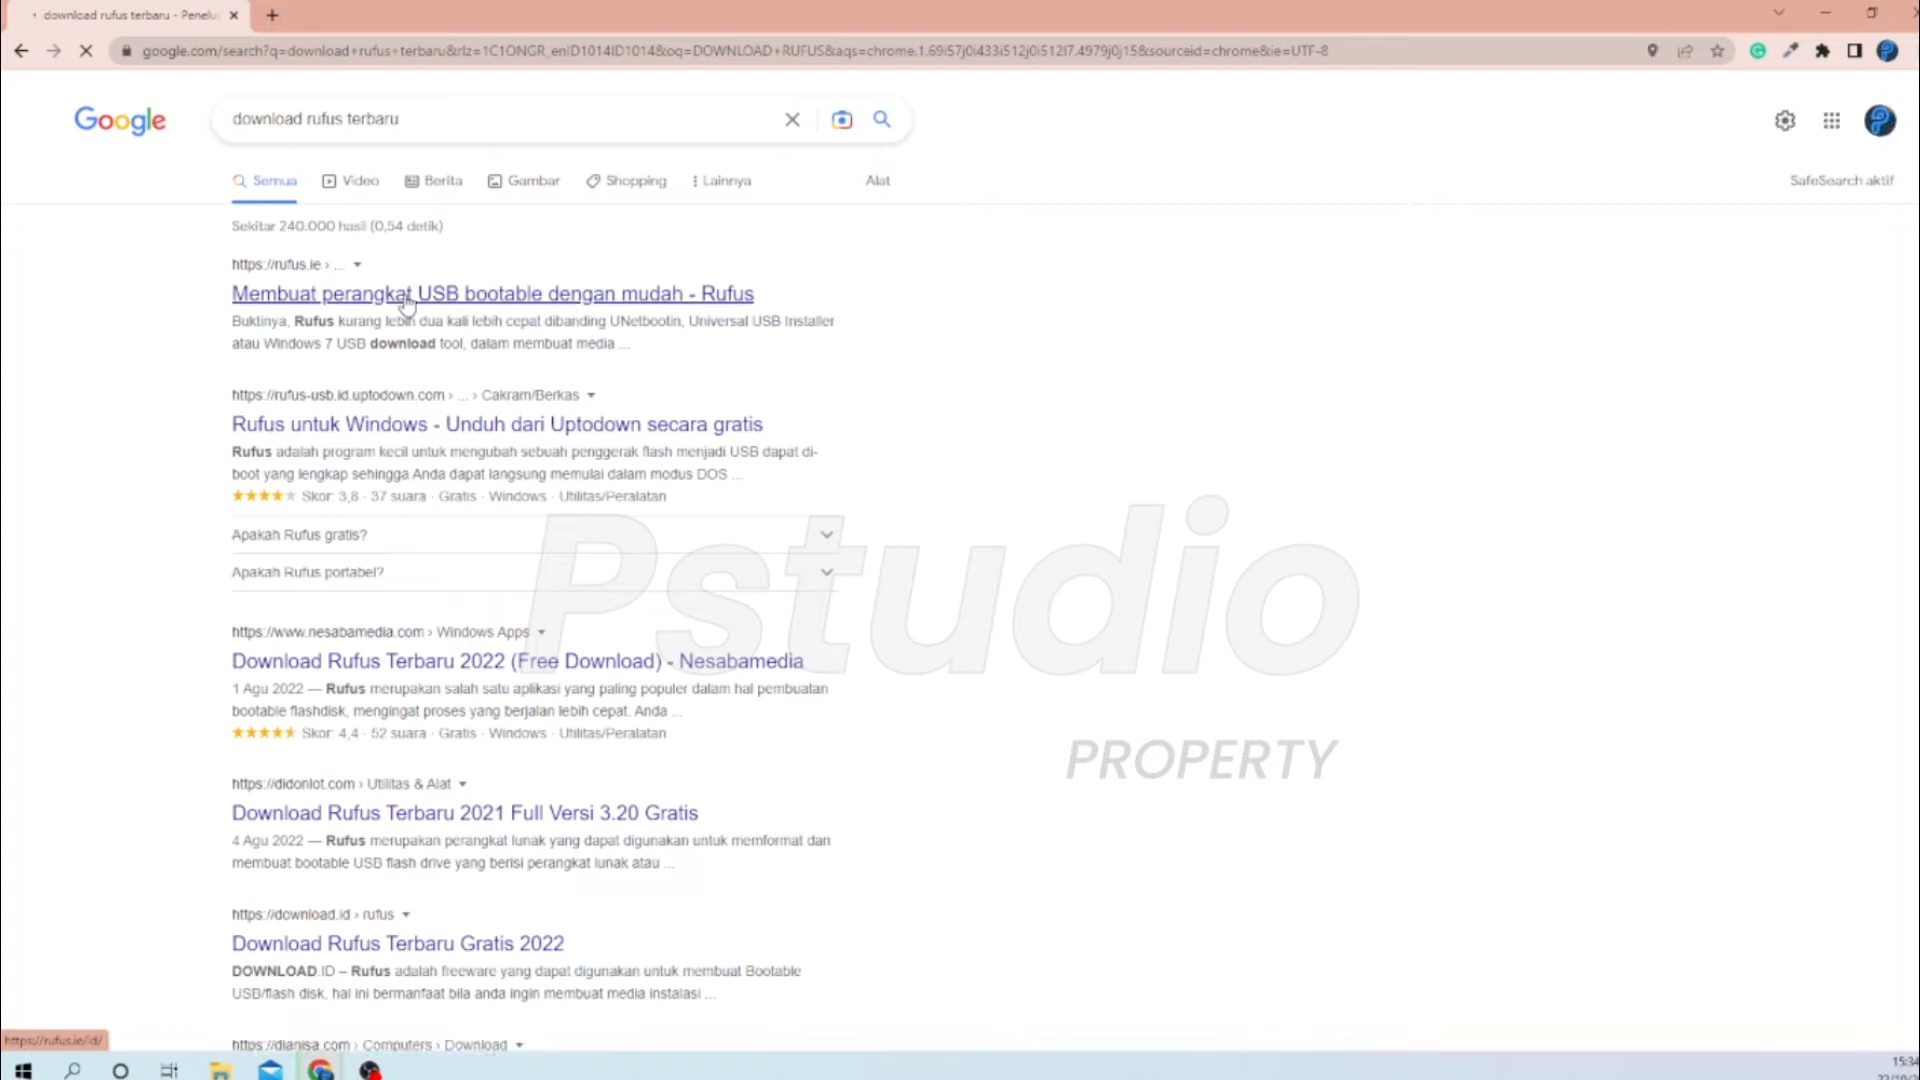 download rufus terbaru - Penelu
google.com/search?q=download+rufus+terbaru&rlz=1C1ONGR_enID1014ID1014&oq=DOWNLOAD+RUFUS&aqs=chrome.1.69i57j0i433i512j0i512l7.4979j0j15&sourceid=chrome&ie=UTF-8
Google
download rufus terbaru
Semua Video Berita Gambar Shopping Lainnya Alat SafeSearch aktif
Sekitar 240.000 hasil (0,54 detik)
https://rufus.ie › ...
Membuat perangkat USB bootable dengan mudah - Rufus
Buktinya, Rufus kurang lebih dua kali lebih cepat dibanding UNetbootin, Universal USB Installer
atau Windows 7 USB download tool, dalam membuat media ...
https://rufus-usb.id.uptodown.com › ... › Cakram/Berkas
Rufus untuk Windows - Unduh dari Uptodown secara gratis
Rufus adalah program kecil untuk mengubah sebuah penggerak flash menjadi USB dapat di-
boot yang lengkap sehingga Anda dapat langsung memulai dalam modus DOS ...
Skor: 3,8 · 37 suara · Gratis · Windows · Utilitas/Peralatan
Apakah Rufus gratis?
Apakah Rufus portabel?
Pstudio
PROPERTY
https://www.nesabamedia.com › Windows Apps
Download Rufus Terbaru 2022 (Free Download) - Nesabamedia
1 Agu 2022 — Rufus merupakan salah satu aplikasi yang paling populer dalam hal pembuatan
bootable flashdisk, mengingat proses yang berjalan lebih cepat. Anda ...
Skor: 4,4 · 52 suara · Gratis · Windows · Utilitas/Peralatan
https://didonlot.com › Utilitas & Alat
Download Rufus Terbaru 2021 Full Versi 3.20 Gratis
4 Agu 2022 — Rufus merupakan perangkat lunak yang dapat digunakan untuk memformat dan
membuat bootable USB flash drive yang berisi perangkat lunak atau ...
https://download.id › rufus
Download Rufus Terbaru Gratis 2022
DOWNLOAD.ID – Rufus adalah freeware yang dapat digunakan untuk membuat Bootable
USB/flash disk, hal ini bermanfaat bila anda ingin membuat media instalasi ...
https://dianisa.com › Computers › Download
https://rufus.ie/id/
15:34